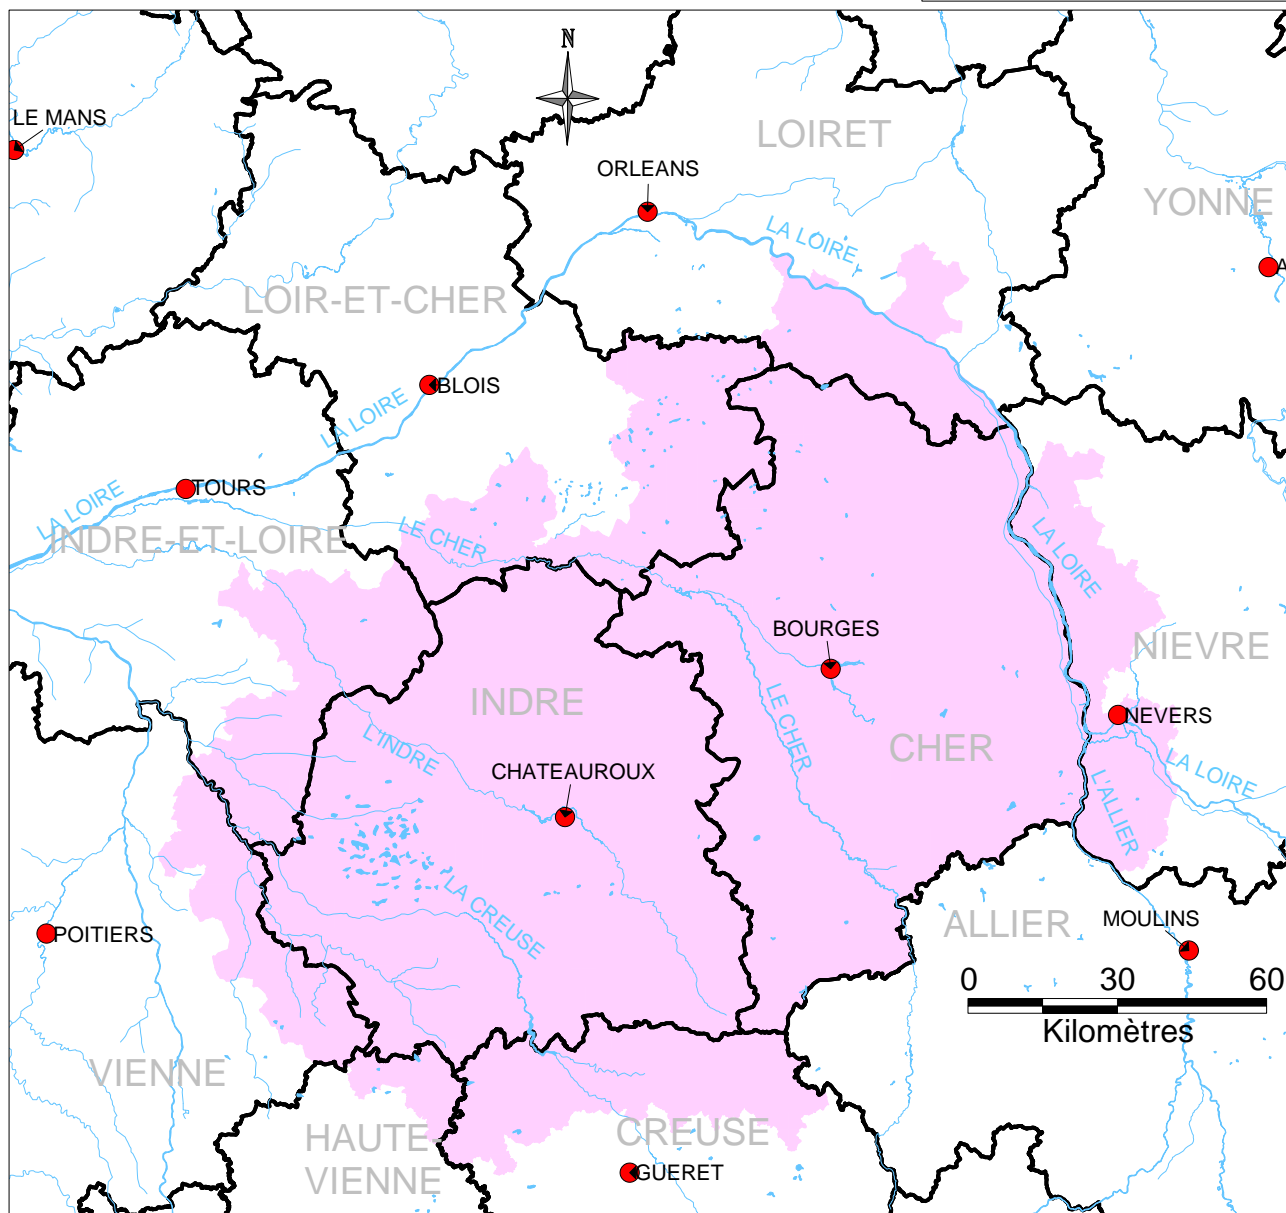 N
LE MANS
LOIRET
ORLEANS
YONNE
LA LOIRE
A
LOIR-ET-CHER
BLOIS
LA LOIRE
TOURS
LA LOIRE
INDRE-ET-LOIRE
LE CHER
LA LOIRE
BOURGES
NIEVRE
INDRE
LE CHER
NEVERS
L'INDRE
CHER
LA LOIRE
CHATEAUROUX
L'ALLIER
LA CREUSE
ALLIER
MOULINS
POITIERS
0 30 60
Kilomètres
VIENNE
HAUTE
VIENNE
CREUSE
GUERET